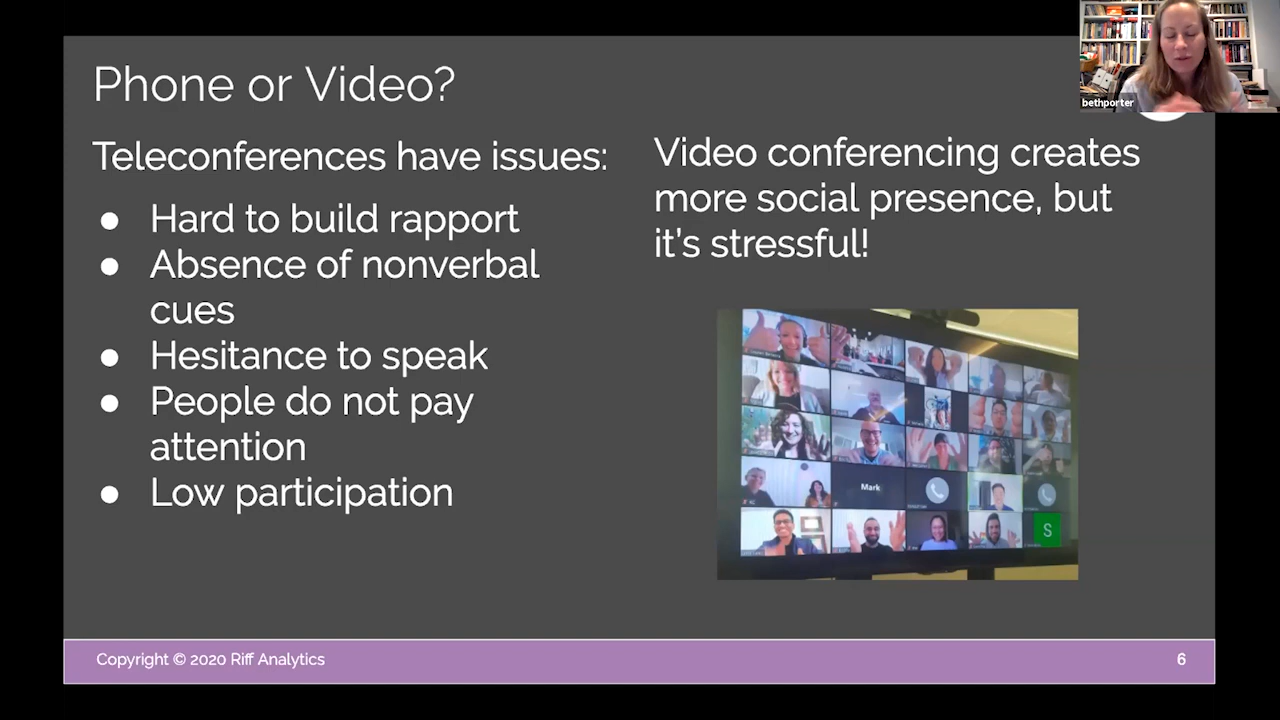 Phone or Video?
Teleconferences have issues:
● Hard to build rapport
● Absence of nonverbal
cues
● Hesitance to speak
● People do not pay
attention
● Low participation
Video conferencing creates
more social presence, but
it's stressful!
Mark
S
bethporter
Copyright © 2020 Riff Analytics
6